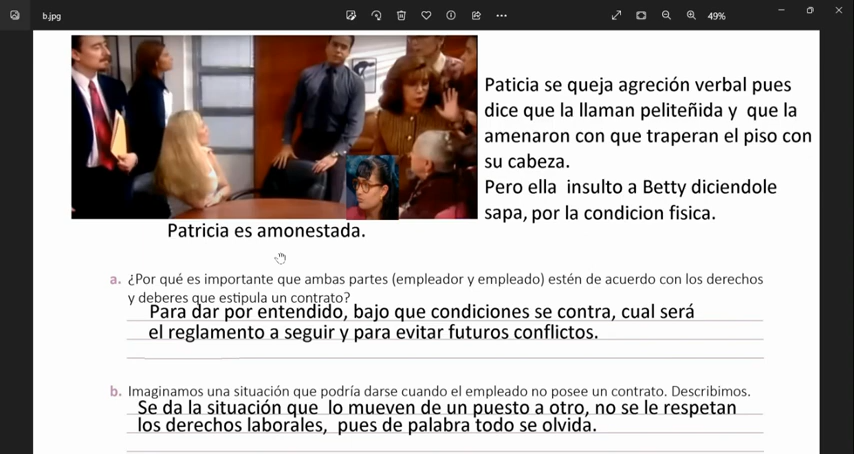 b.jpg
49%
Paticia se queja agreción verbal pues
dice que la llaman peliteñida y que la
amenaron con que traperan el piso con
su cabeza.
Pero ella insulto a Betty diciendole
sapa, por la condicion fisica.
Patricia es amonestada.
a. ¿Por qué es importante que ambas partes (empleador y empleado) estén de acuerdo con los derechos
y deberes que estipula un contrato?
Para dar por entendido, bajo que condiciones se contra, cual será
el reglamento a seguir y para evitar futuros conflictos.
b. Imaginamos una situación que podría darse cuando el empleado no posee un contrato. Describimos.
Se da la situación que lo mueven de un puesto a otro, no se le respetan
los derechos laborales, pues de palabra todo se olvida.